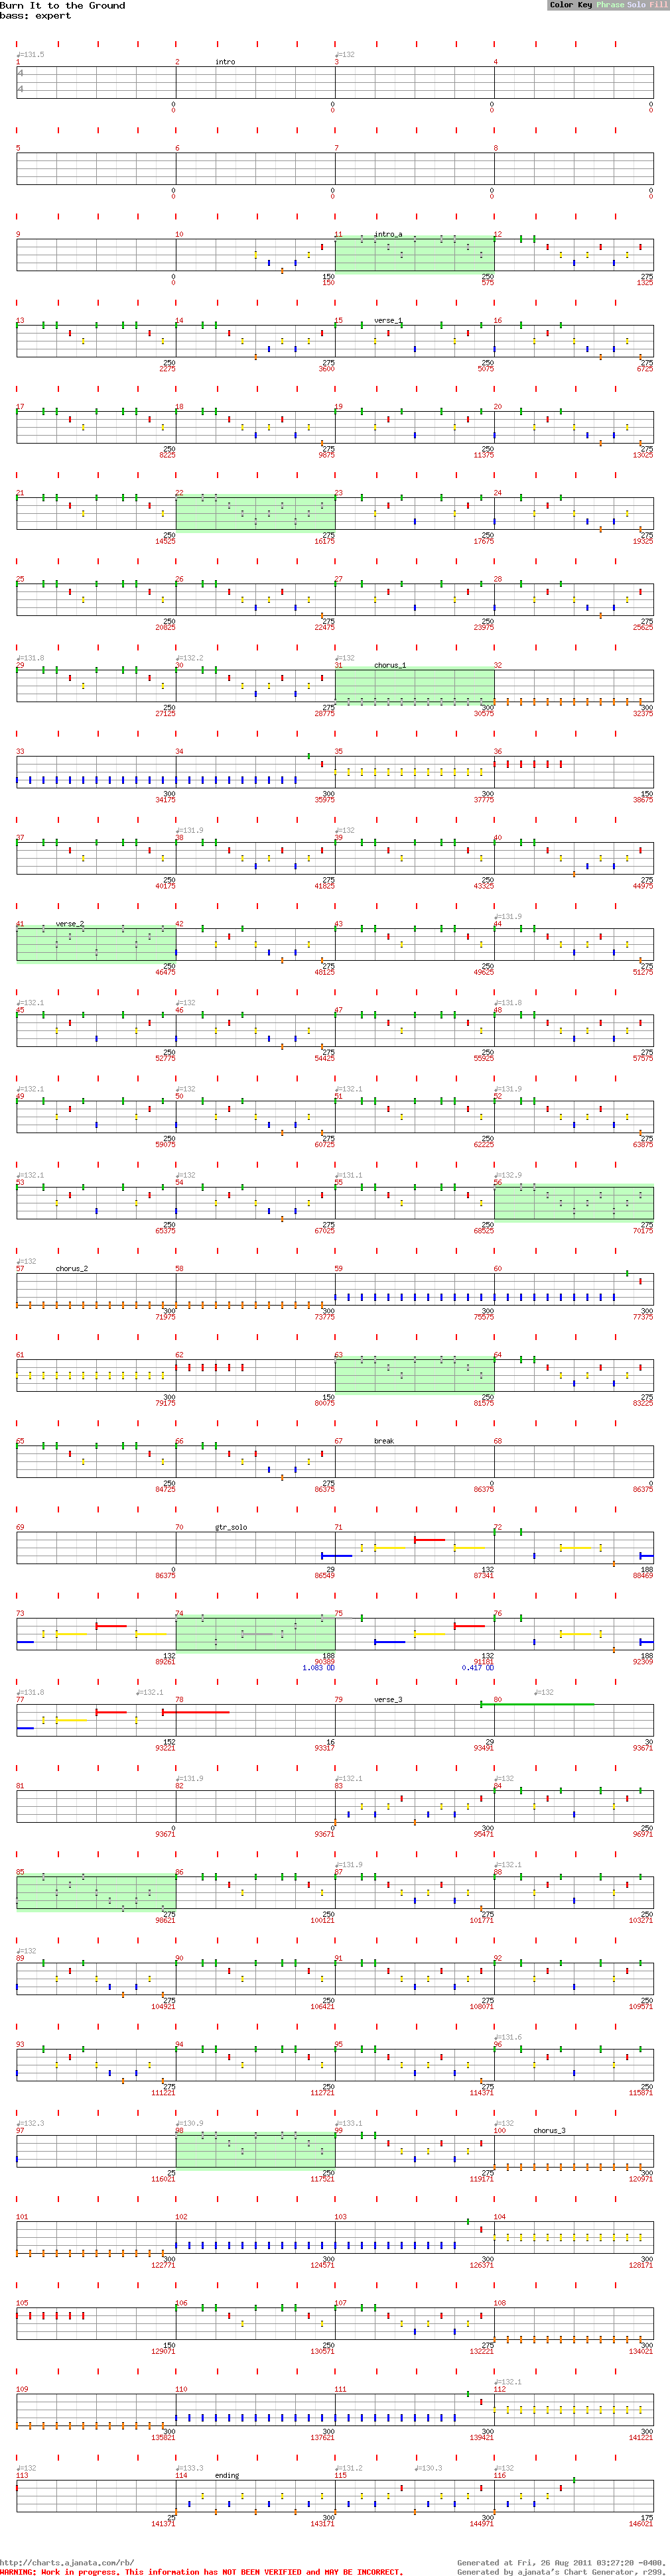 Burn It to the Ground
bass: expert
Color Key Phrase Solo Fill
♩=131.5 ♩=132
1 2 intro 3 4
4
4
0 0 0 0
0 0 0 0
5 6 7 8
0 0 0 0
0 0 0 0
9 10 11 intro_a 12
0 150 250 275
0 150 575 1325
13 14 15 verse_1 16
250 275 250 275
2275 3600 5075 6725
17 18 19 20
250 275 250 275
8225 9875 11375 13025
21 22 23 24
250 275 250 275
14525 16175 17675 19325
25 26 27 28
250 275 250 275
20825 22475 23975 25625
♩=131.8 ♩=132.2 ♩=132
29 30 31 chorus_1 32
250 275 300 300
27125 28775 30575 32375
33 34 35 36
300 300 300 150
34175 35975 37775 38675
♩=131.9 ♩=132
37 38 39 40
250 275 250 275
40175 41825 43325 44975
♩=131.9
41 verse_2 42 43 44
250 275 250 275
46475 48125 49625 51275
♩=132.1 ♩=132 ♩=131.8
45 46 47 48
250 275 250 275
52775 54425 55925 57575
♩=132.1 ♩=132 ♩=132.1 ♩=131.9
49 50 51 52
250 275 250 275
59075 60725 62225 63875
♩=132.1 ♩=132 ♩=131.1 ♩=132.9
53 54 55 56
250 275 250 275
65375 67025 68525 70175
♩=132
57 chorus_2 58 59 60
300 300 300 300
71975 73775 75575 77375
61 62 63 64
300 150 250 275
79175 80075 81575 83225
65 66 67 break 68
250 275 0 0
84725 86375 86375 86375
69 70 gtr_solo 71 72
0 29 132 188
86375 86549 87341 88469
73 74 75 76
132 188 132 188
89261 90389 91181 92309
1.083 OD 0.417 OD
♩=131.8 ♩=132.1 ♩=132
77 78 79 verse_3 80
152 16 29 30
93221 93317 93491 93671
♩=131.9 ♩=132.1 ♩=132
81 82 83 84
0 0 300 250
93671 93671 95471 96971
♩=131.9 ♩=132.1
85 86 87 88
275 250 275 250
98621 100121 101771 103271
♩=132
89 90 91 92
275 250 275 250
104921 106421 108071 109571
♩=131.6
93 94 95 96
275 250 275 250
111221 112721 114371 115871
♩=132.3 ♩=130.9 ♩=133.1 ♩=132
97 98 99 100 chorus_3
25 250 275 300
116021 117521 119171 120971
101 102 103 104
300 300 300 300
122771 124571 126371 128171
105 106 107 108
150 250 275 300
129071 130571 132221 134021
♩=132.1
109 110 111 112
300 300 300 300
135821 137621 139421 141221
♩=132 ♩=133.3 ♩=131.2 ♩=130.3 ♩=132
113 114 ending 115 116
25 300 300 175
141371 143171 144971 146021
http://charts.ajanata.com/rb/ Generated at Fri, 26 Aug 2011 03:27:20 -0400.
WARNING: Work in progress. This information has NOT BEEN VERIFIED and MAY BE INCORRECT. Generated by ajanata's Chart Generator, r299.